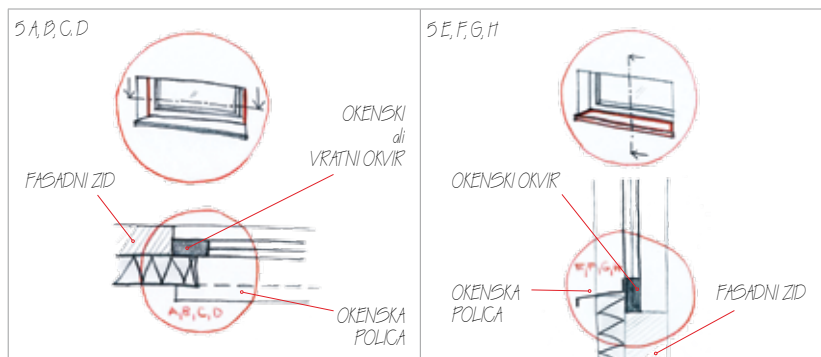 5 A, B, C, D
OKENSKI
ali
VRATNI OKVIR
FASADNI ZID
A, B, C, D
OKENSKA
POLICA
5 E, F, G, H
OKENSKI OKVIR
E, F, G, H
OKENSKA
POLICA
FASADNI ZID